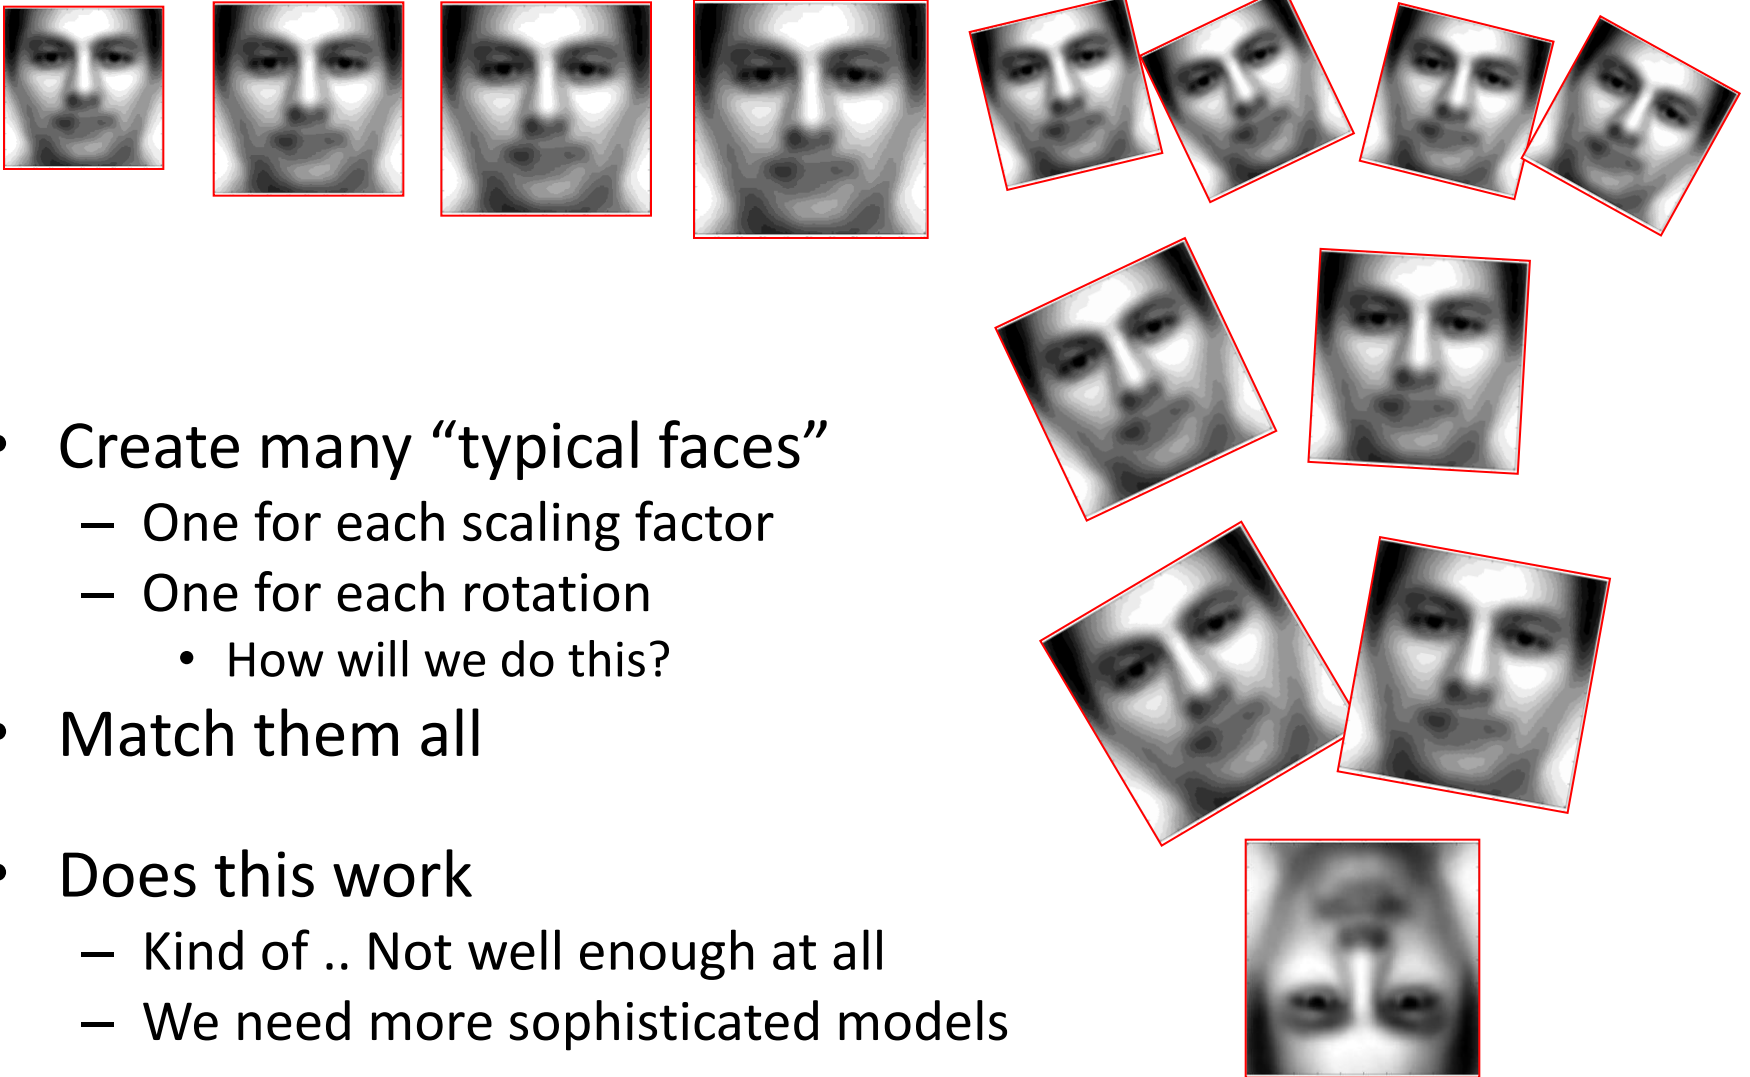 • Create many “typical faces”
– One for each scaling factor
– One for each rotation
• How will we do this?
• Match them all
• Does this work
– Kind of .. Not well enough at all
– We need more sophisticated models